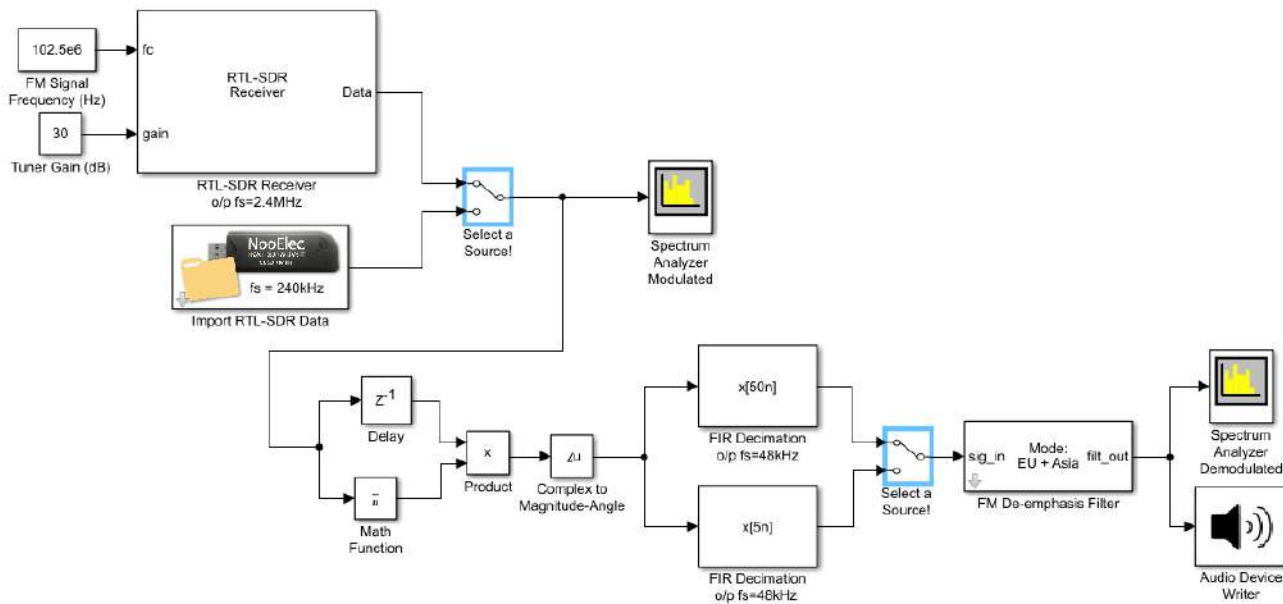 102.5e6
FM Signal
Frequency (Hz)
30
Tuner Gain (dB)
fc
gain
RTL-SDR
Receiver
Data
RTL-SDR Receiver
o/p fs=2.4MHz
NooElec
fs = 240kHz
Import RTL-SDR Data
Select a
Source!
Spectrum
Analyzer
Modulated
Z-1
Delay
u
Math
Function
x
Product
∠u
Complex to
Magnitude-Angle
x[50n]
FIR Decimation
o/p fs=48kHz
x[5n]
FIR Decimation
o/p fs=48kHz
Select a
Source!
sig_in
Mode:
EU + Asia
filt_out
FM De-emphasis Filter
Spectrum
Analyzer
Demodulated
Audio Device
Writer